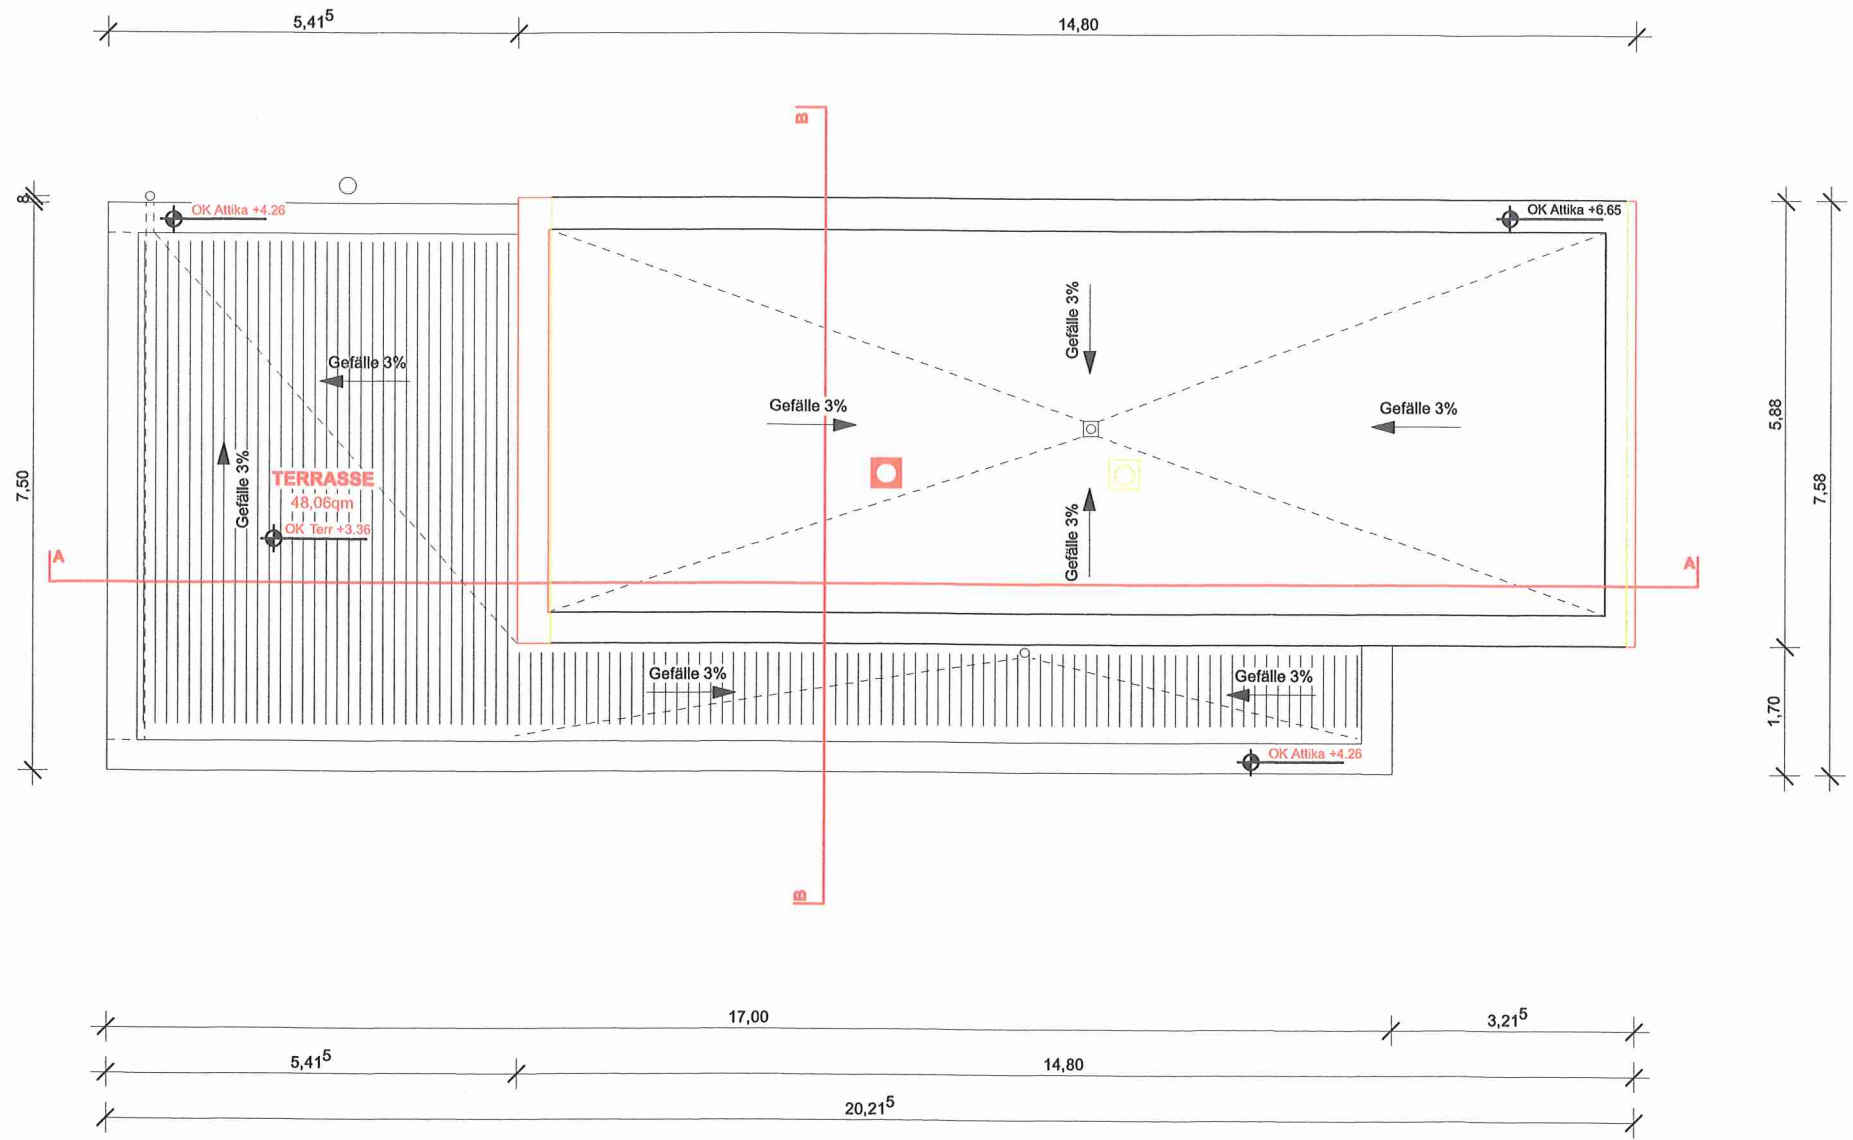 5,41⁵
14,80
B
8
OK Attika +4.26
OK Attika +6.65
Gefälle 3%
Gefälle 3%
Gefälle 3%
Gefälle 3%
5,88
7,50
Gefälle 3%
TERRASSE
48,06qm
OK Terr +3.36
7,58
Gefälle 3%
A
A
Gefälle 3%
Gefälle 3%
1,70
OK Attika +4.26
B
17,00
3,21⁵
5,41⁵
14,80
20,21⁵